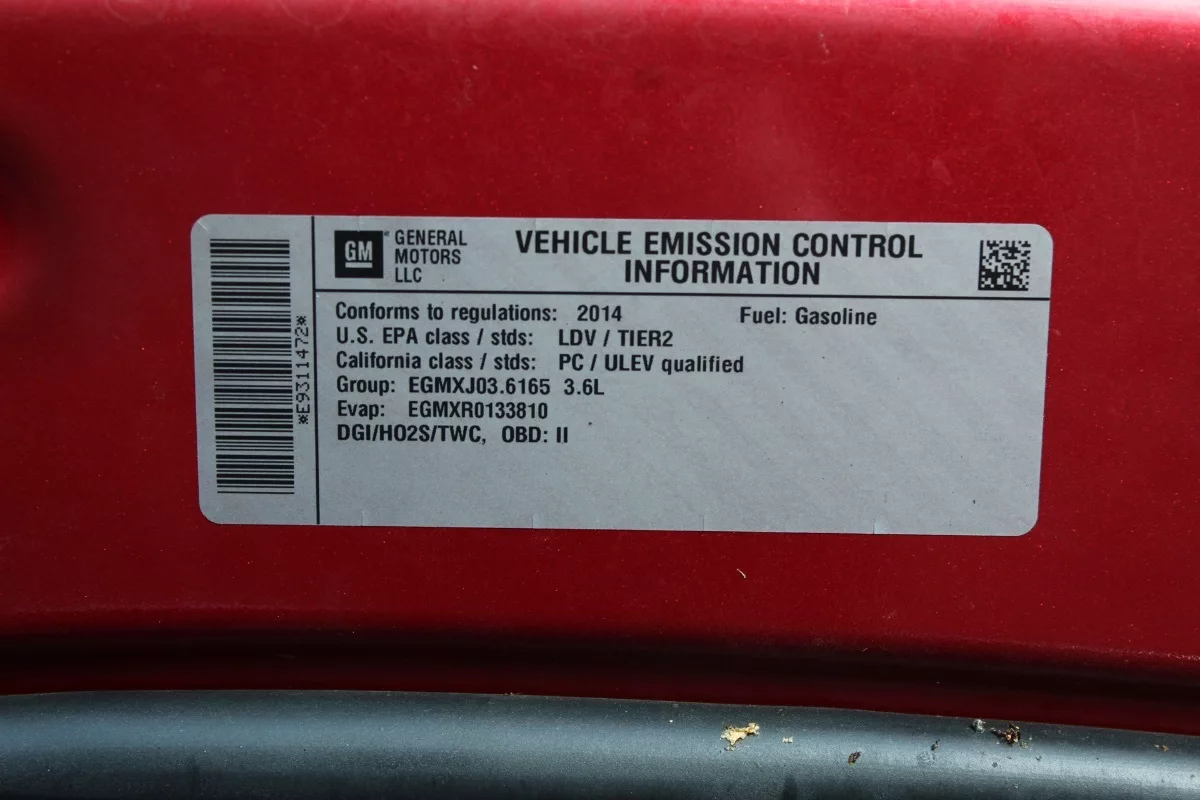 GM
GENERAL
MOTORS
LLC
VEHICLE EMISSION CONTROL
INFORMATION
*E9311472*
Conforms to regulations: 2014 Fuel: Gasoline
U.S. EPA class / stds: LDV / TIER2
California class / stds: PC / ULEV qualified
Group: EGMXJ03.6165 3.6L
Evap: EGMXR0133810
DGI/HO2S/TWC, OBD: II